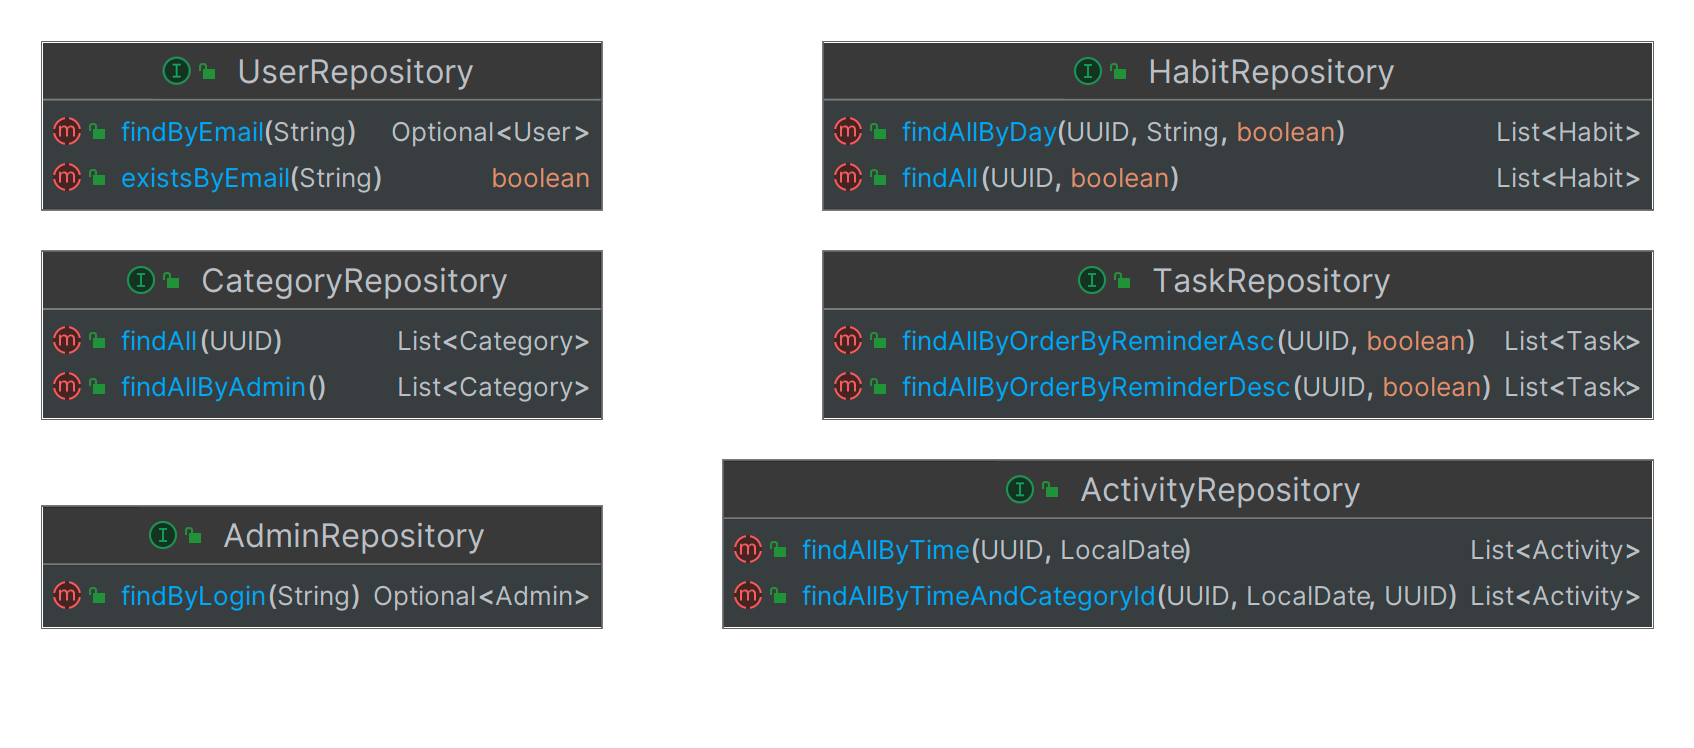 UserRepository
findByEmail(String) Optional<User>
existsByEmail(String) boolean
HabitRepository
findAllByDay(UUID, String, boolean) List<Habit>
findAll(UUID, boolean) List<Habit>
CategoryRepository
findAll(UUID) List<Category>
findAllByAdmin() List<Category>
TaskRepository
findAllByOrderByReminderAsc(UUID, boolean) List<Task>
findAllByOrderByReminderDesc(UUID, boolean) List<Task>
AdminRepository
findByLogin(String) Optional<Admin>
ActivityRepository
findAllByTime(UUID, LocalDate) List<Activity>
findAllByTimeAndCategoryId(UUID, LocalDate, UUID) List<Activity>